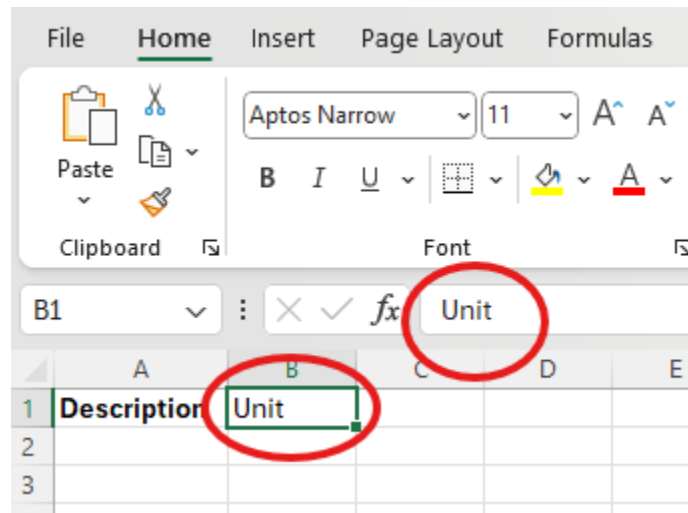 File Home Insert Page Layout Formulas
Aptos Narrow 11 A A
Paste B I U A
Clipboard Font
B1 fx Unit
A B C D E
1 Description Unit
2
3